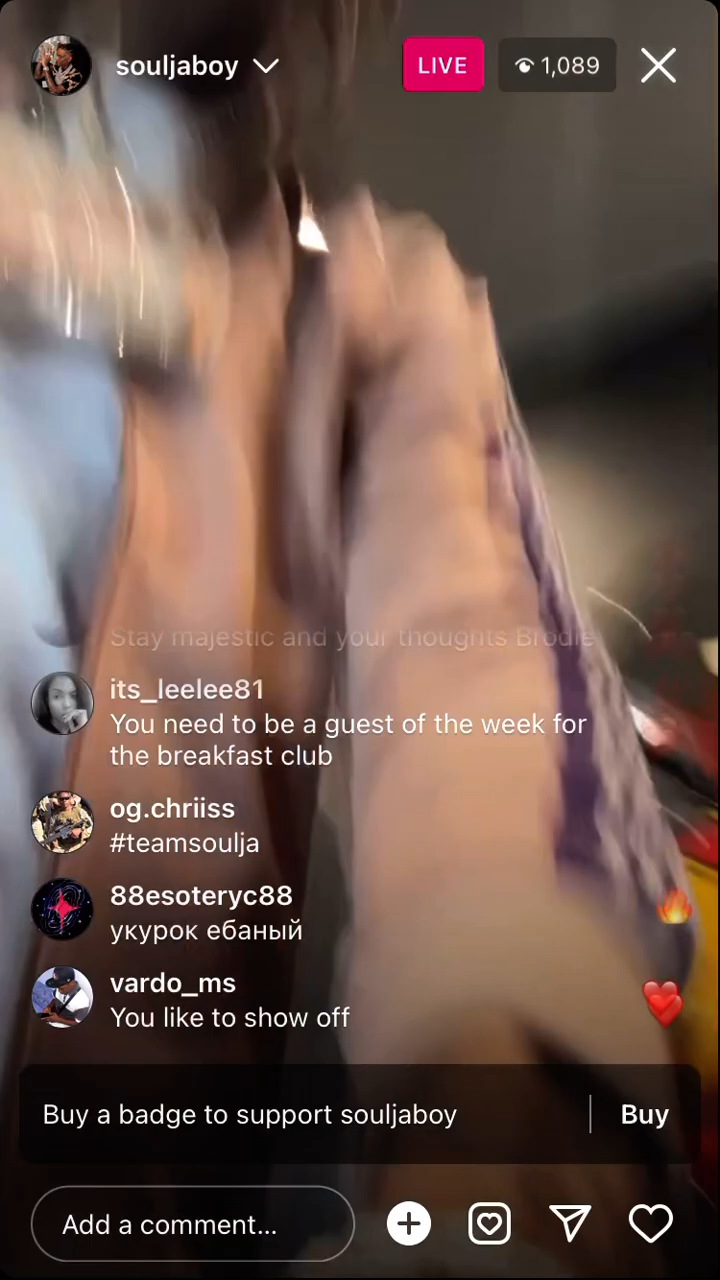 souljaboy
LIVE
1,089
Stay majestic and your thoughts Brodie
its_leelee81
You need to be a guest of the week for
the breakfast club
og.chriiss
#teamsoulja
88esoteryc88
укурок ебаный
vardo_ms
You like to show off
Buy a badge to support souljaboy
Buy
Add a comment...